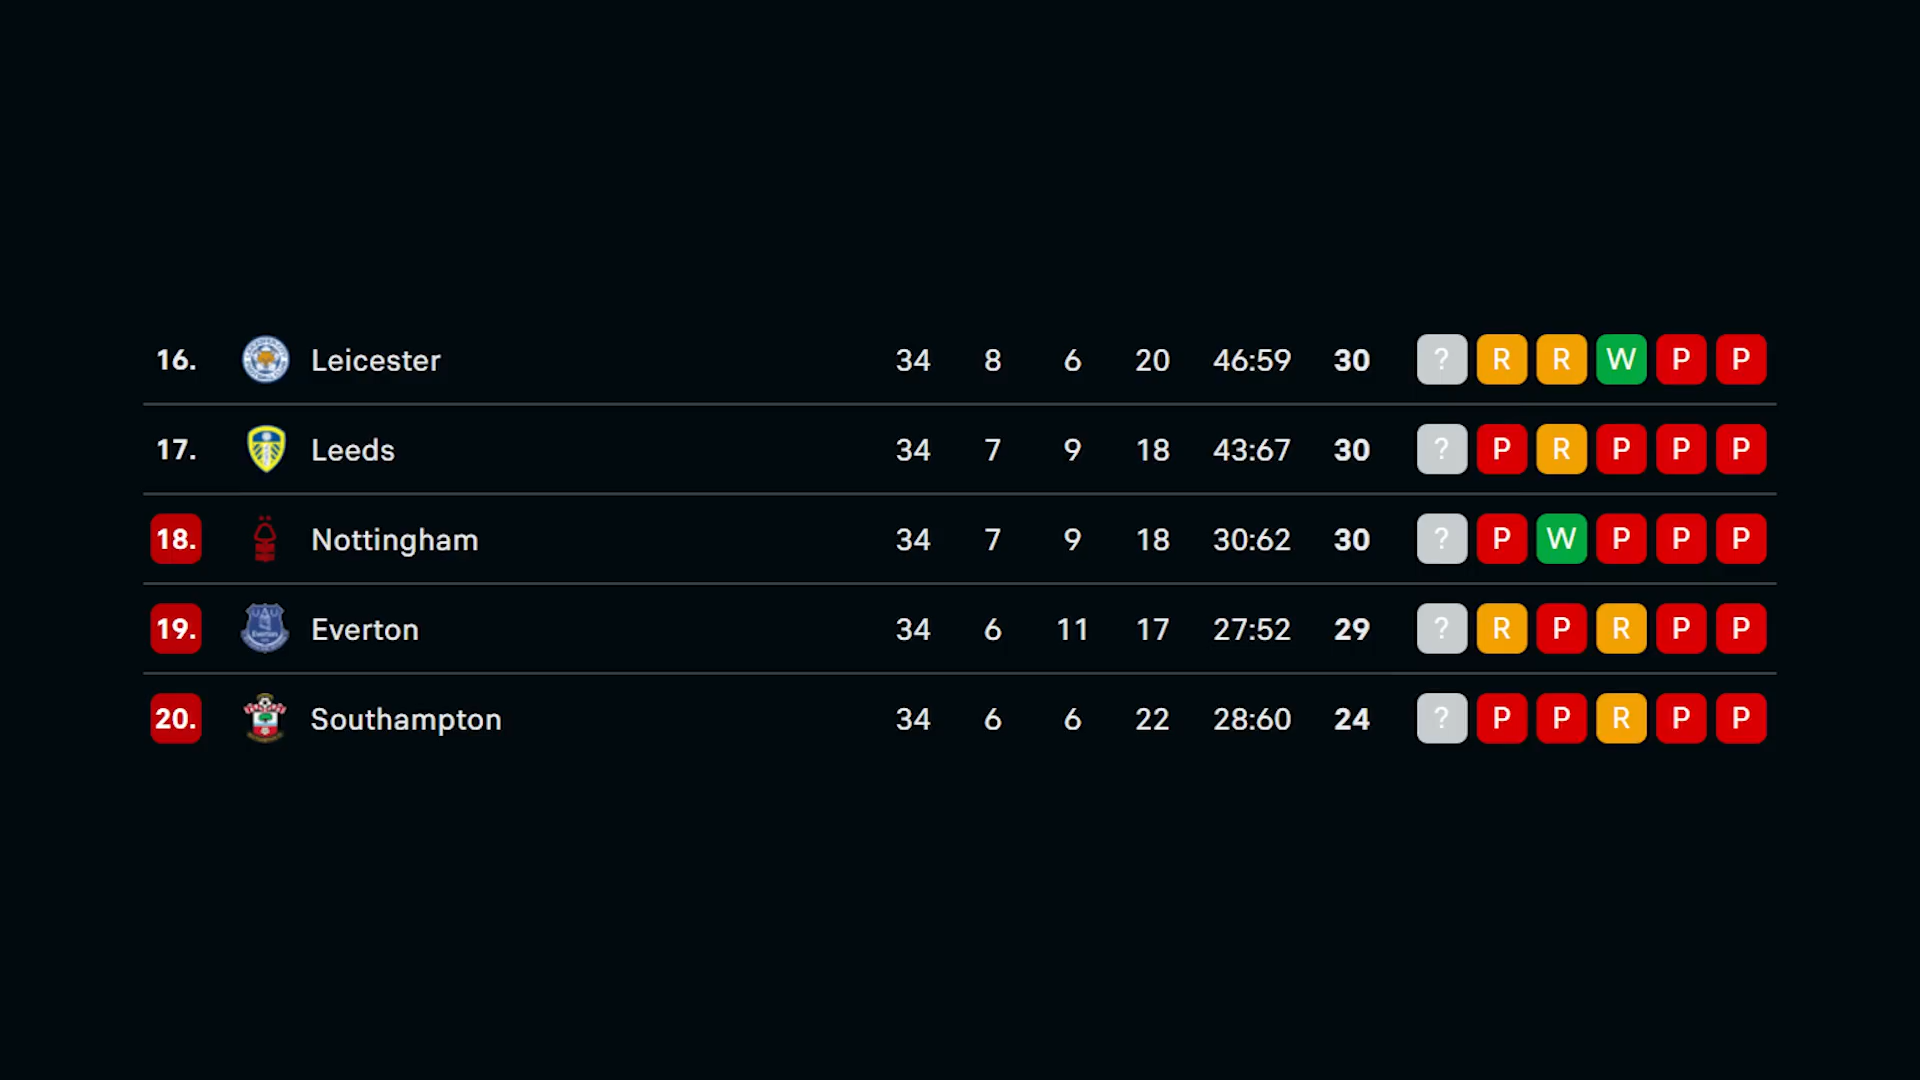 16. Leicester 34 8 6 20 46:59 30 ? R R W P P
17. Leeds 34 7 9 18 43:67 30 ? P R P P P
18. Nottingham 34 7 9 18 30:62 30 ? P W P P P
19. Everton 34 6 11 17 27:52 29 ? R P R P P
20. Southampton 34 6 6 22 28:60 24 ? P P R P P